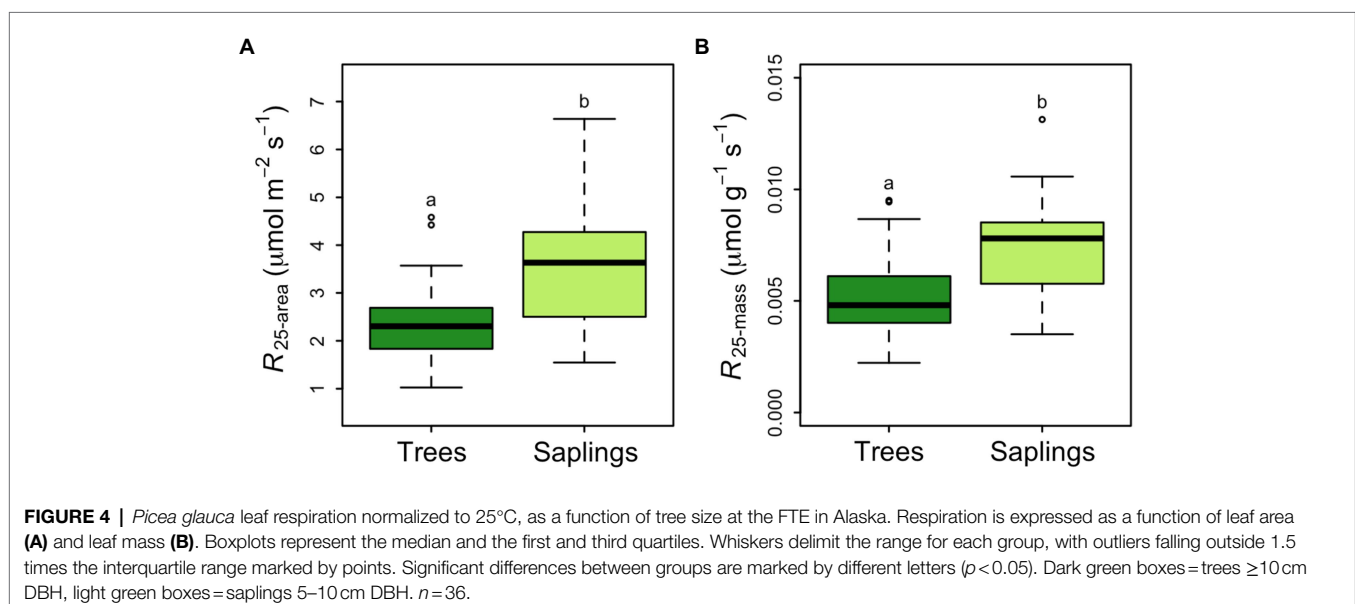 A
B
R25-area (µmol m−2 s−1)
1 2 3 4 5 6 7
a
b
Trees Saplings
R25-mass (µmol g−1 s−1)
0.000 0.005 0.010 0.015
a
b
Trees Saplings
FIGURE 4 | Picea glauca leaf respiration normalized to 25°C, as a function of tree size at the FTE in Alaska. Respiration is expressed as a function of leaf area
(A) and leaf mass (B). Boxplots represent the median and the first and third quartiles. Whiskers delimit the range for each group, with outliers falling outside 1.5
times the interquartile range marked by points. Significant differences between groups are marked by different letters (p<0.05). Dark green boxes=trees ≥10cm
DBH, light green boxes=saplings 5–10cm DBH. n=36.